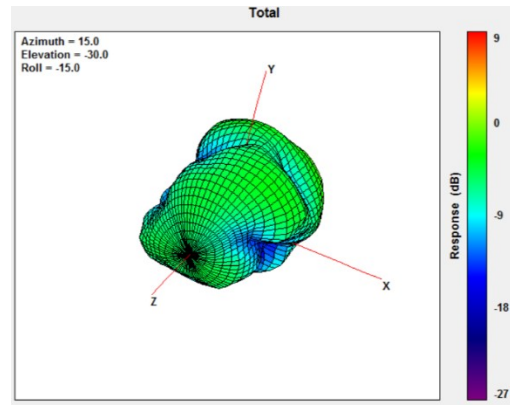 Total
Azimuth = 15.0
Elevation = -30.0
Roll = -15.0
Y
X
Z
9
0
-9
-18
-27
Response (dB)